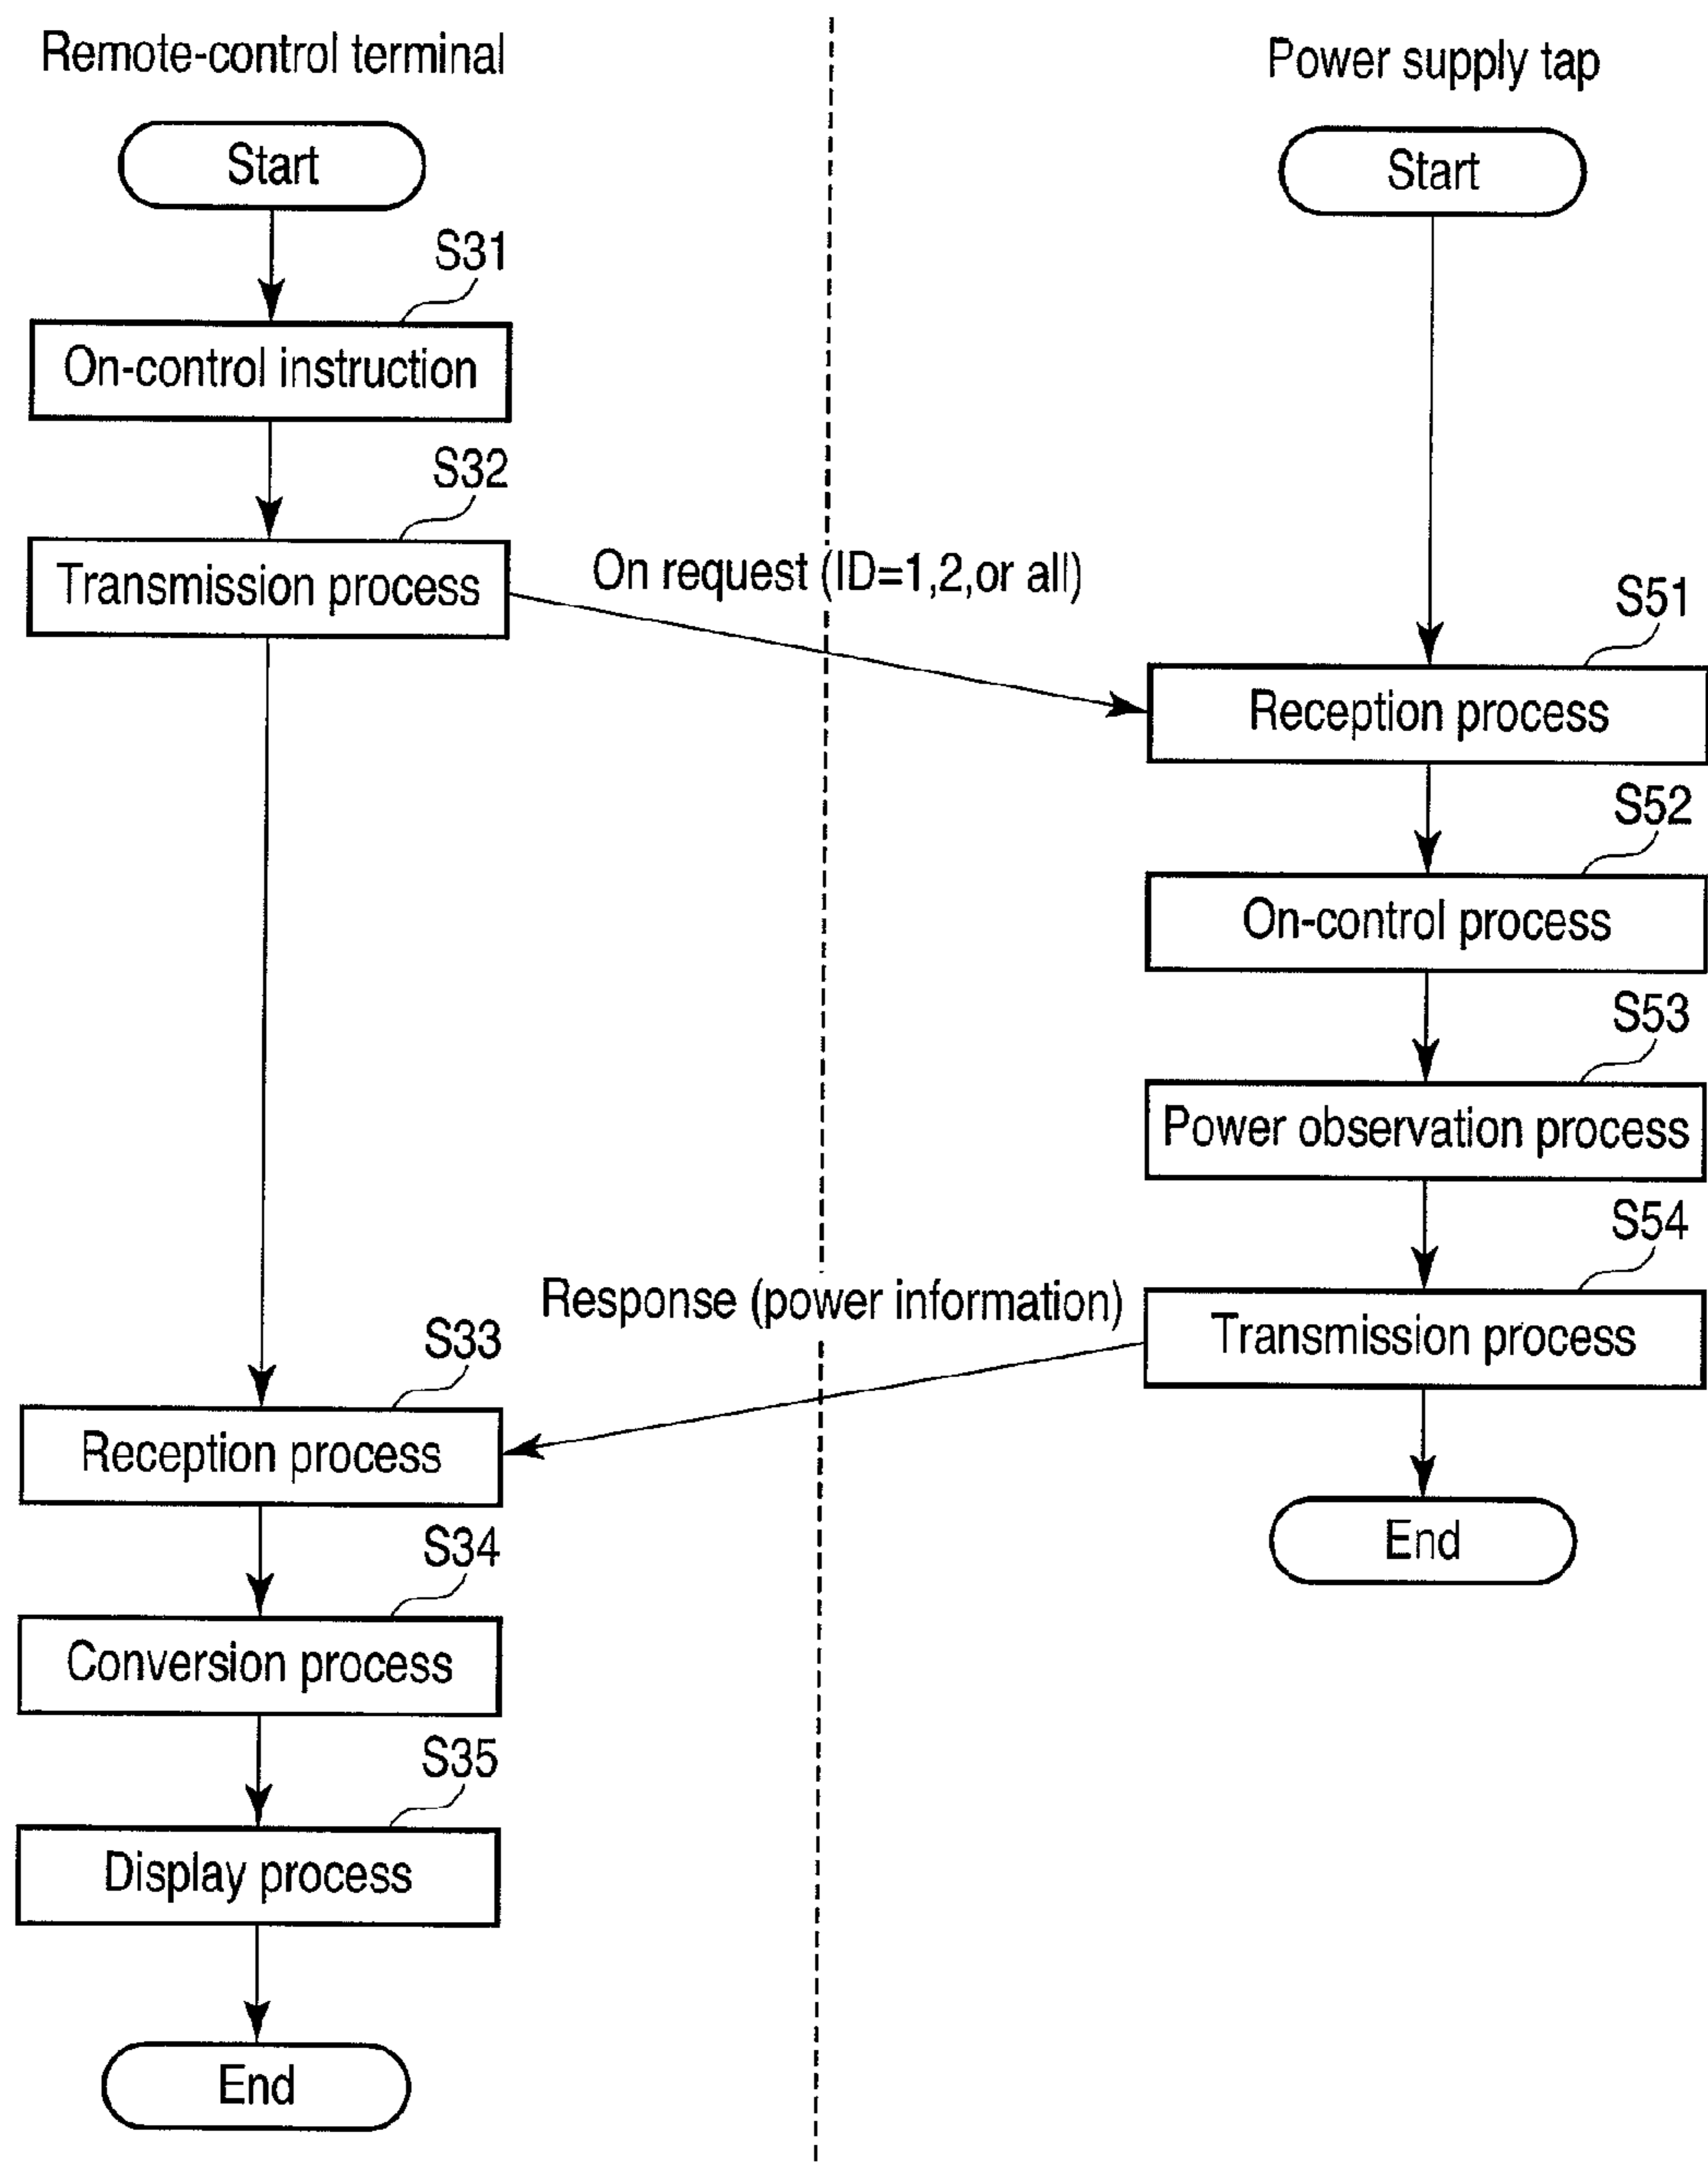 Remote-control terminal
Start
S31
On-control instruction
S32
Transmission process
On request (ID=1,2,or all)
Response (power information)
S33
Reception process
S34
Conversion process
S35
Display process
End
Power supply tap
Start
S51
Reception process
S52
On-control process
S53
Power observation process
S54
Transmission process
End